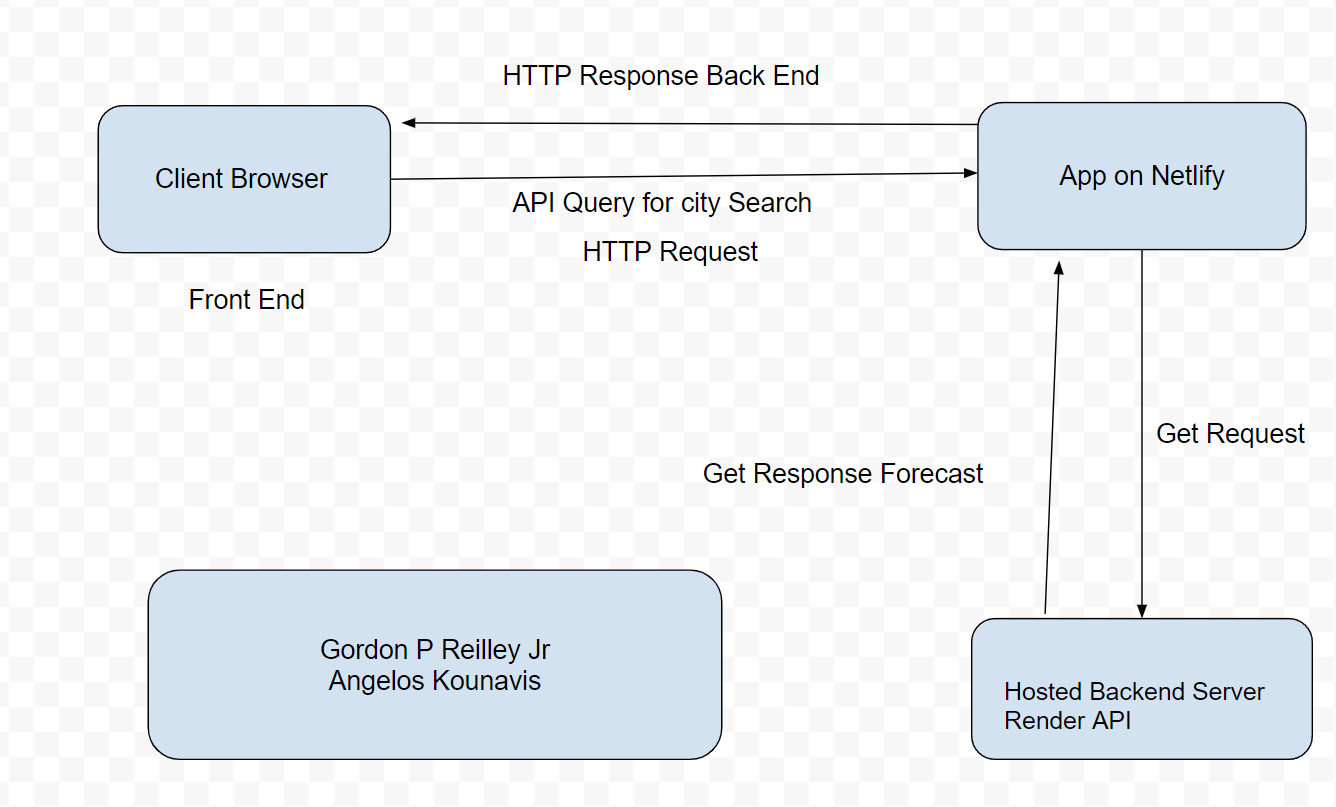 HTTP Response Back End
Client Browser
App on Netlify
API Query for city Search
HTTP Request
Front End
Get Request
Get Response Forecast
Gordon P Reilley Jr
Angelos Kounavis
Hosted Backend Server
Render API